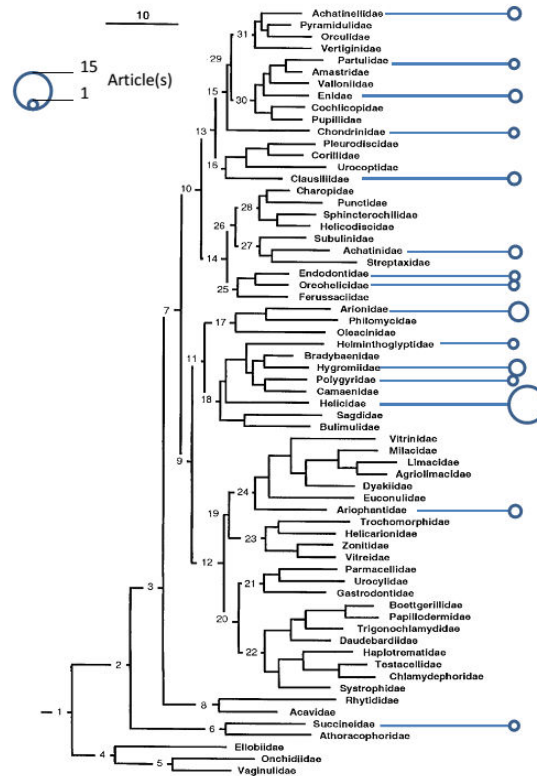 10
15
Article(s)
1
Achatinellidae
31
Pyramidulidae
Orculidae
Vertiginidae
29
Partulidae
Amastridae
15
Valloniidae
30
Enidae
Cochlicopidae
Pupillidae
13
Chondrinidae
Pleurodiscidae
Corillidae
16
Urocoptidae
Clausiliidae
10
Charopidae
28
Punctidae
Sphincterochilidae
26
Helicodiscidae
Subulinidae
27
Achatinidae
14
Streptaxidae
Endodontidae
25
Oreohelicidae
Ferussaciidae
7
Arionidae
17
Philomycidae
Oleacinidae
Helminthoglyptidae
11
Bradybaenidae
Hygromiidae
Polygyridae
Camaenidae
18
Helicidae
Sagdidae
Bulimulidae
9
Vitrinidae
Milacidae
Limacidae
Agriolimacidae
24
Dyakiidae
Euconulidae
19
Ariophantidae
Trochomorphidae
23
Helicarionidae
Zonitidae
12
Vitreidae
Parmacellidae
21
Urocylidae
3
Gastrodontidae
Boettgerillidae
20
Papillodermidae
Trigonochlamydidae
Daudebardiidae
22
Haplotrematidae
2
Testacellidae
Chlamydephoridae
Systrophidae
8
Rhytididae
1
Acavidae
6
Succineidae
Athoracophoridae
4
Ellobiidae
5
Onchidiidae
Vaginulidae